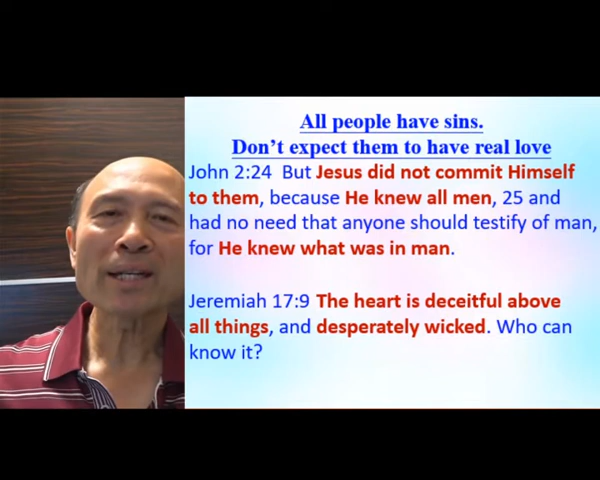 All people have sins.
Don't expect them to have real love
John 2:24  But Jesus did not commit Himself
to them, because He knew all men, 25 and
had no need that anyone should testify of man,
for He knew what was in man.
Jeremiah 17:9 The heart is deceitful above
all things, and desperately wicked. Who can
know it?